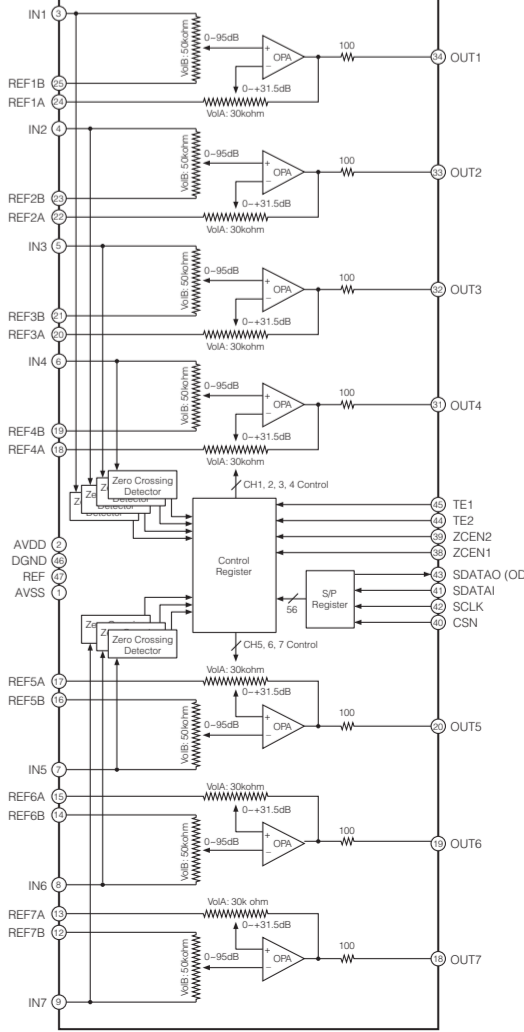 IN1 3
VolB: 50kohm
0~95dB
+
−
OPA
0~+31.5dB
100
34 OUT1
REF1B 25
REF1A 24
VolA: 30kohm
IN2 4
VolB: 50kohm
0~95dB
+
−
OPA
0~+31.5dB
100
33 OUT2
REF2B 23
REF2A 22
VolA: 30kohm
IN3 5
VolB: 50kohm
0~95dB
+
−
OPA
0~+31.5dB
100
32 OUT3
REF3B 21
REF3A 20
VolA: 30kohm
IN4 6
VolB: 50kohm
0~95dB
+
−
OPA
0~+31.5dB
100
31 OUT4
REF4B 19
REF4A 18
VolA: 30kohm
Zero Crossing
Detector
CH1, 2, 3, 4 Control
AVDD 2
DGND 46
REF 47
AVSS 1
Control
Register
56
S/P
Register
45 TE1
44 TE2
39 ZCEN2
38 ZCEN1
43 SDATAO (OD
41 SDATAI
42 SCLK
40 CSN
Zero Crossing
Detector
CH5, 6, 7 Control
REF5A 17
VolA: 30kohm
REF5B 16
0~+31.5dB
VolB: 50kohm
0~95dB
+
−
OPA
100
20 OUT5
IN5 7
REF6A 15
VolA: 30kohm
REF6B 14
0~+31.5dB
VolB: 50kohm
0~95dB
+
−
OPA
100
19 OUT6
IN6 8
REF7A 13
VolA: 30k ohm
REF7B 12
0~+31.5dB
VolB: 50kohm
0~95dB
+
−
OPA
100
18 OUT7
IN7 9